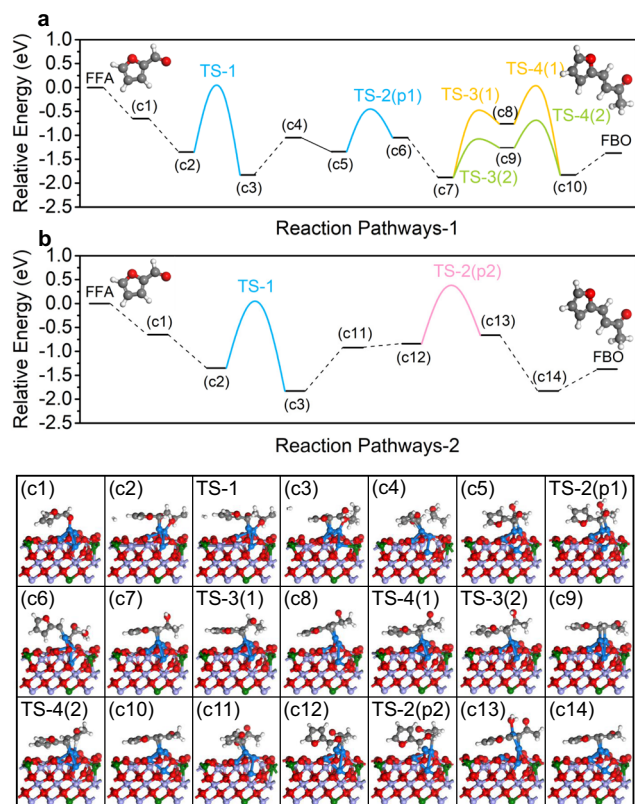 a
Relative Energy (eV)
1.0
0.5
0.0
-0.5
-1.0
-1.5
-2.0
-2.5
FFA
(c1)
(c2)
TS-1
(c3)
(c4)
(c5)
TS-2(p1)
(c6)
(c7)
TS-3(1)
(c8)
TS-4(1)
TS-3(2)
(c9)
TS-4(2)
(c10)
FBO
Reaction Pathways-1
b
Relative Energy (eV)
1.0
0.5
0.0
-0.5
-1.0
-1.5
-2.0
-2.5
FFA
(c1)
(c2)
TS-1
(c3)
(c11)
(c12)
TS-2(p2)
(c13)
(c14)
FBO
Reaction Pathways-2
(c1) (c2) TS-1 (c3) (c4) (c5) TS-2(p1)
(c6) (c7) TS-3(1) (c8) TS-4(1) TS-3(2) (c9)
TS-4(2) (c10) (c11) (c12) TS-2(p2) (c13) (c14)